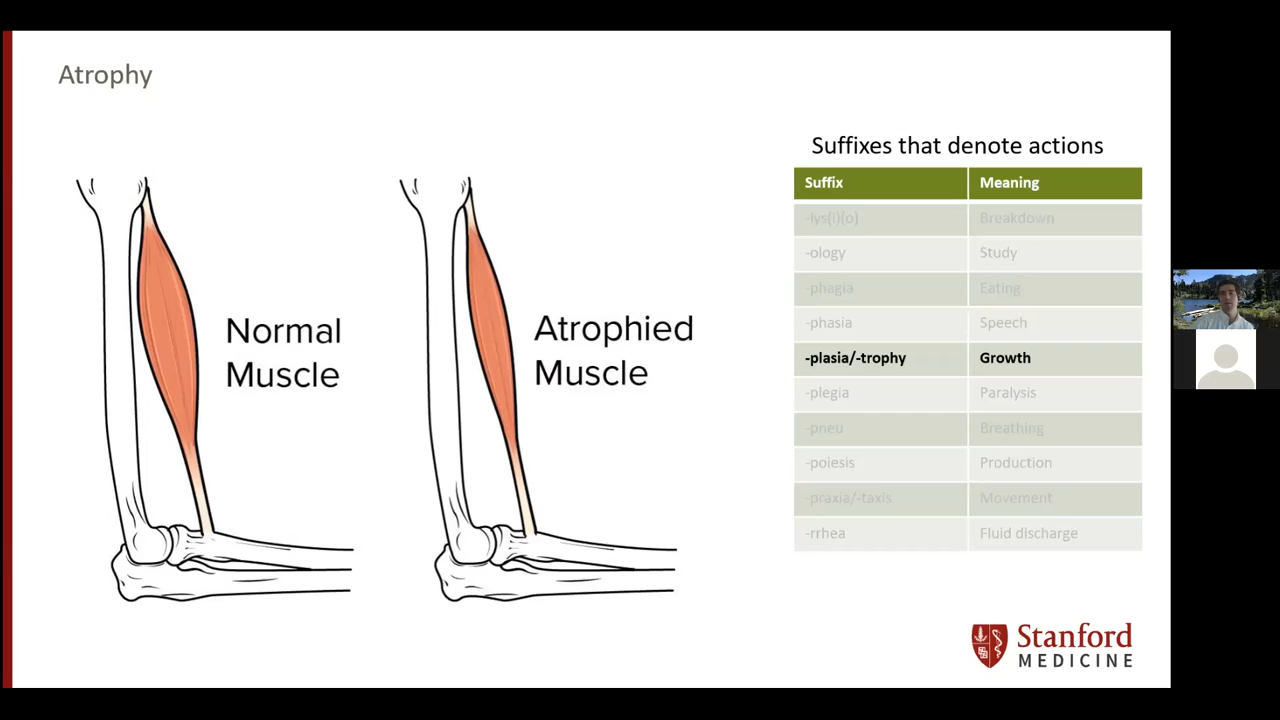 Atrophy
Normal
Muscle
Atrophied
Muscle
Suffixes that denote actions
Suffix Meaning
-lys(i)(o) Breakdown
-ology Study
-phagia Eating
-phasia Speech
-plasia/-trophy Growth
-plegia Paralysis
-pneu Breathing
-poiesis Production
-praxia/-taxis Movement
-rrhea Fluid discharge
Stanford
MEDICINE